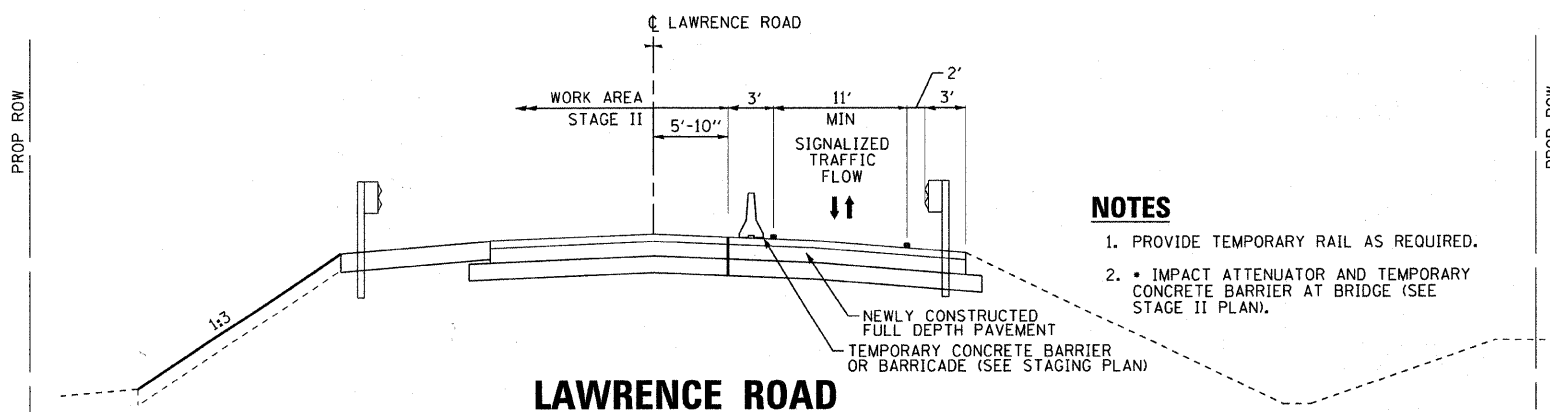 ℄ LAWRENCE ROAD
PROP ROW
WORK AREA
STAGE II
5'-10"
3'
11'
MIN
2'
3'
SIGNALIZED
TRAFFIC
FLOW
PROP ROW
1:3
NOTES
1. PROVIDE TEMPORARY RAIL AS REQUIRED.
2. • IMPACT ATTENUATOR AND TEMPORARY
CONCRETE BARRIER AT BRIDGE (SEE
STAGE II PLAN).
NEWLY CONSTRUCTED
FULL DEPTH PAVEMENT
TEMPORARY CONCRETE BARRIER
OR BARRICADE (SEE STAGING PLAN)
LAWRENCE ROAD